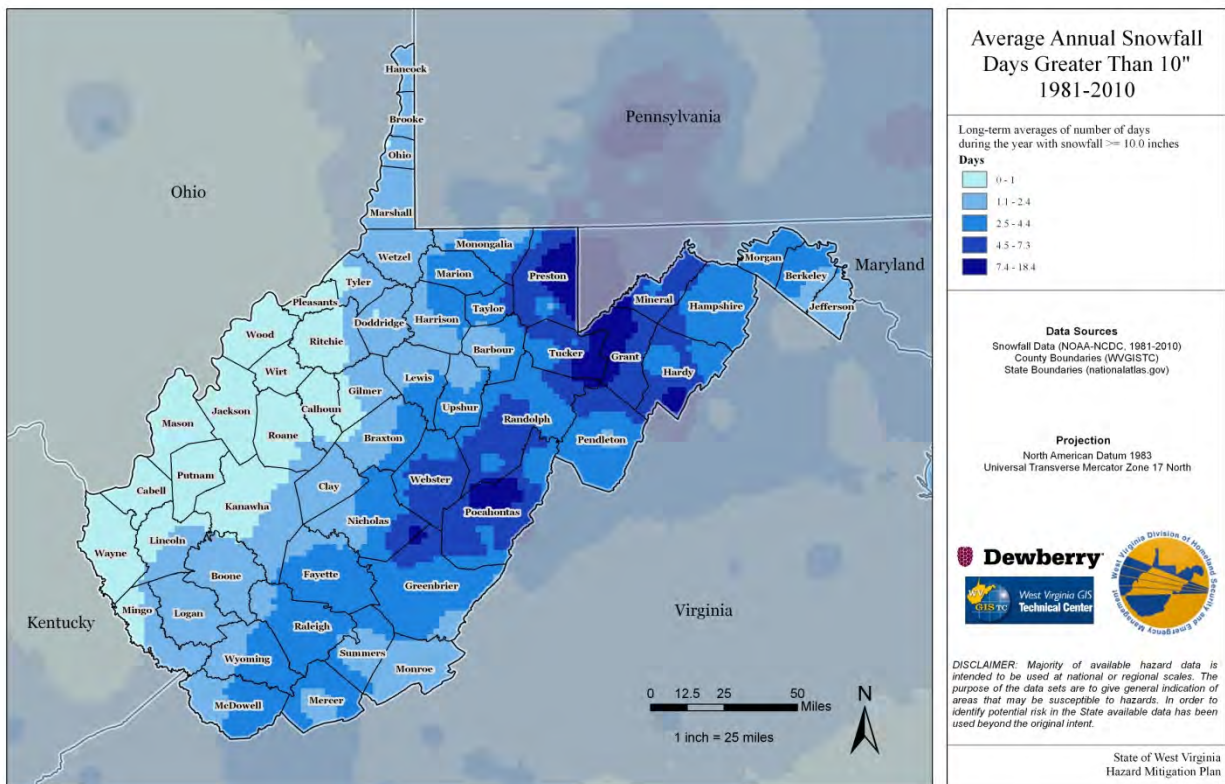 Hancock
Brooke
Ohio
Pennsylvania
Ohio
Marshall
Wetzel
Monongalia
Marion
Preston
Morgan
Berkeley
Maryland
Jefferson
Tyler
Pleasants
Taylor
Mineral
Hampshire
Wood
Ritchie
Doddridge
Harrison
Barbour
Tucker
Grant
Hardy
Wirt
Lewis
Gilmer
Upshur
Randolph
Pendleton
Mason
Jackson
Calhoun
Roane
Braxton
Putnam
Webster
Cabell
Clay
Kanawha
Nicholas
Pocahontas
Lincoln
Wayne
Boone
Fayette
Greenbrier
Kentucky
Mingo
Logan
Raleigh
Virginia
Wyoming
Summers
Monroe
McDowell
Mercer
0 12.5 25 50
Miles
1 inch = 25 miles
N
Average Annual Snowfall
Days Greater Than 10"
1981-2010
Long-term averages of number of days
during the year with snowfall >= 10.0 inches
Days
0 - 1
1.1 - 2.4
2.5 - 4.4
4.5 - 7.3
7.4 - 18.4
Data Sources
Snowfall Data (NOAA-NCDC, 1981-2010)
County Boundaries (WVGISTC)
State Boundaries (nationalatlas.gov)
Projection
North American Datum 1983
Universal Transverse Mercator Zone 17 North
Dewberry
WV
GISTC
West Virginia GIS
Technical Center
West Virginia Division of Homeland Security and Emergency Management
DISCLAIMER: Majority of available hazard data is
intended to be used at national or regional scales. The
purpose of the data sets are to give general indication of
areas that may be susceptible to hazards. In order to
identify potential risk in the State available data has been
used beyond the original intent.
State of West Virginia
Hazard Mitigation Plan